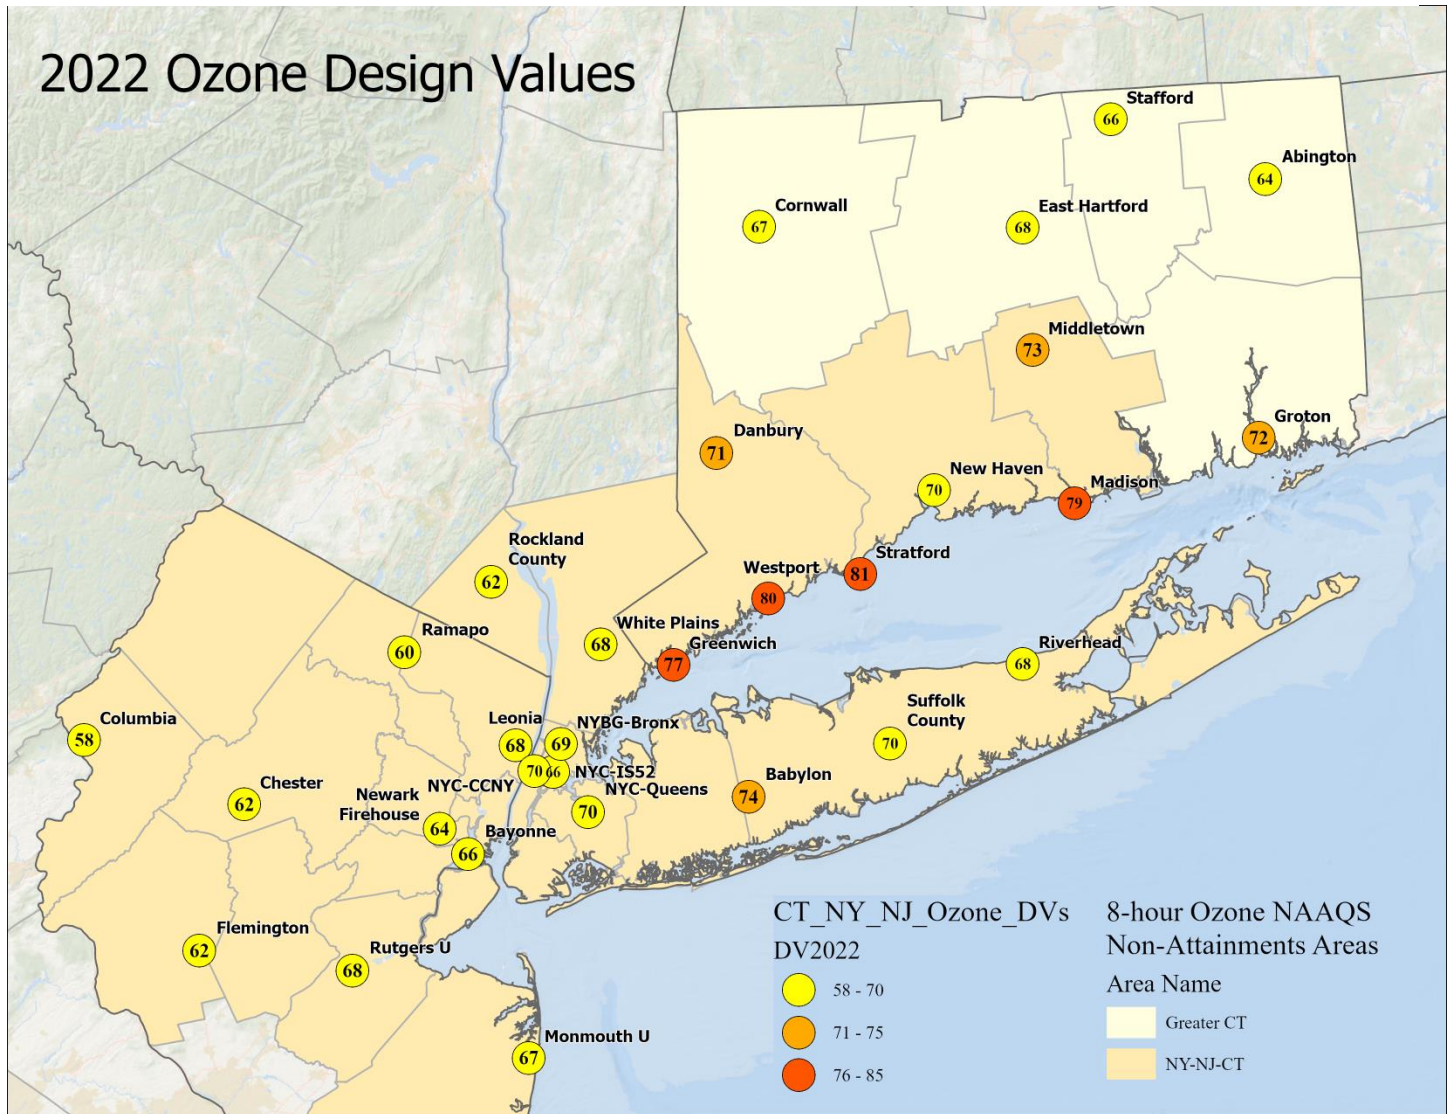 2022 Ozone Design Values
Stafford
66
Abington
64
Cornwall
67
East Hartford
68
Middletown
73
Groton
72
Danbury
71
New Haven
70
Madison
79
Rockland
County
62
Stratford
81
Westport
80
White Plains
68
Greenwich
77
Ramapo
60
Riverhead
68
Columbia
58
Leonia
68
NYBG-Bronx
69
Suffolk
County
70
NYC-CCNY
70
66
NYC-IS52
NYC-Queens
70
Chester
62
Babylon
74
Newark
Firehouse
64
Bayonne
66
Flemington
62
Rutgers U
68
Monmouth U
67
CT_NY_NJ_Ozone_DVs
DV2022
58 - 70
71 - 75
76 - 85
8-hour Ozone NAAQS
Non-Attainments Areas
Area Name
Greater CT
NY-NJ-CT